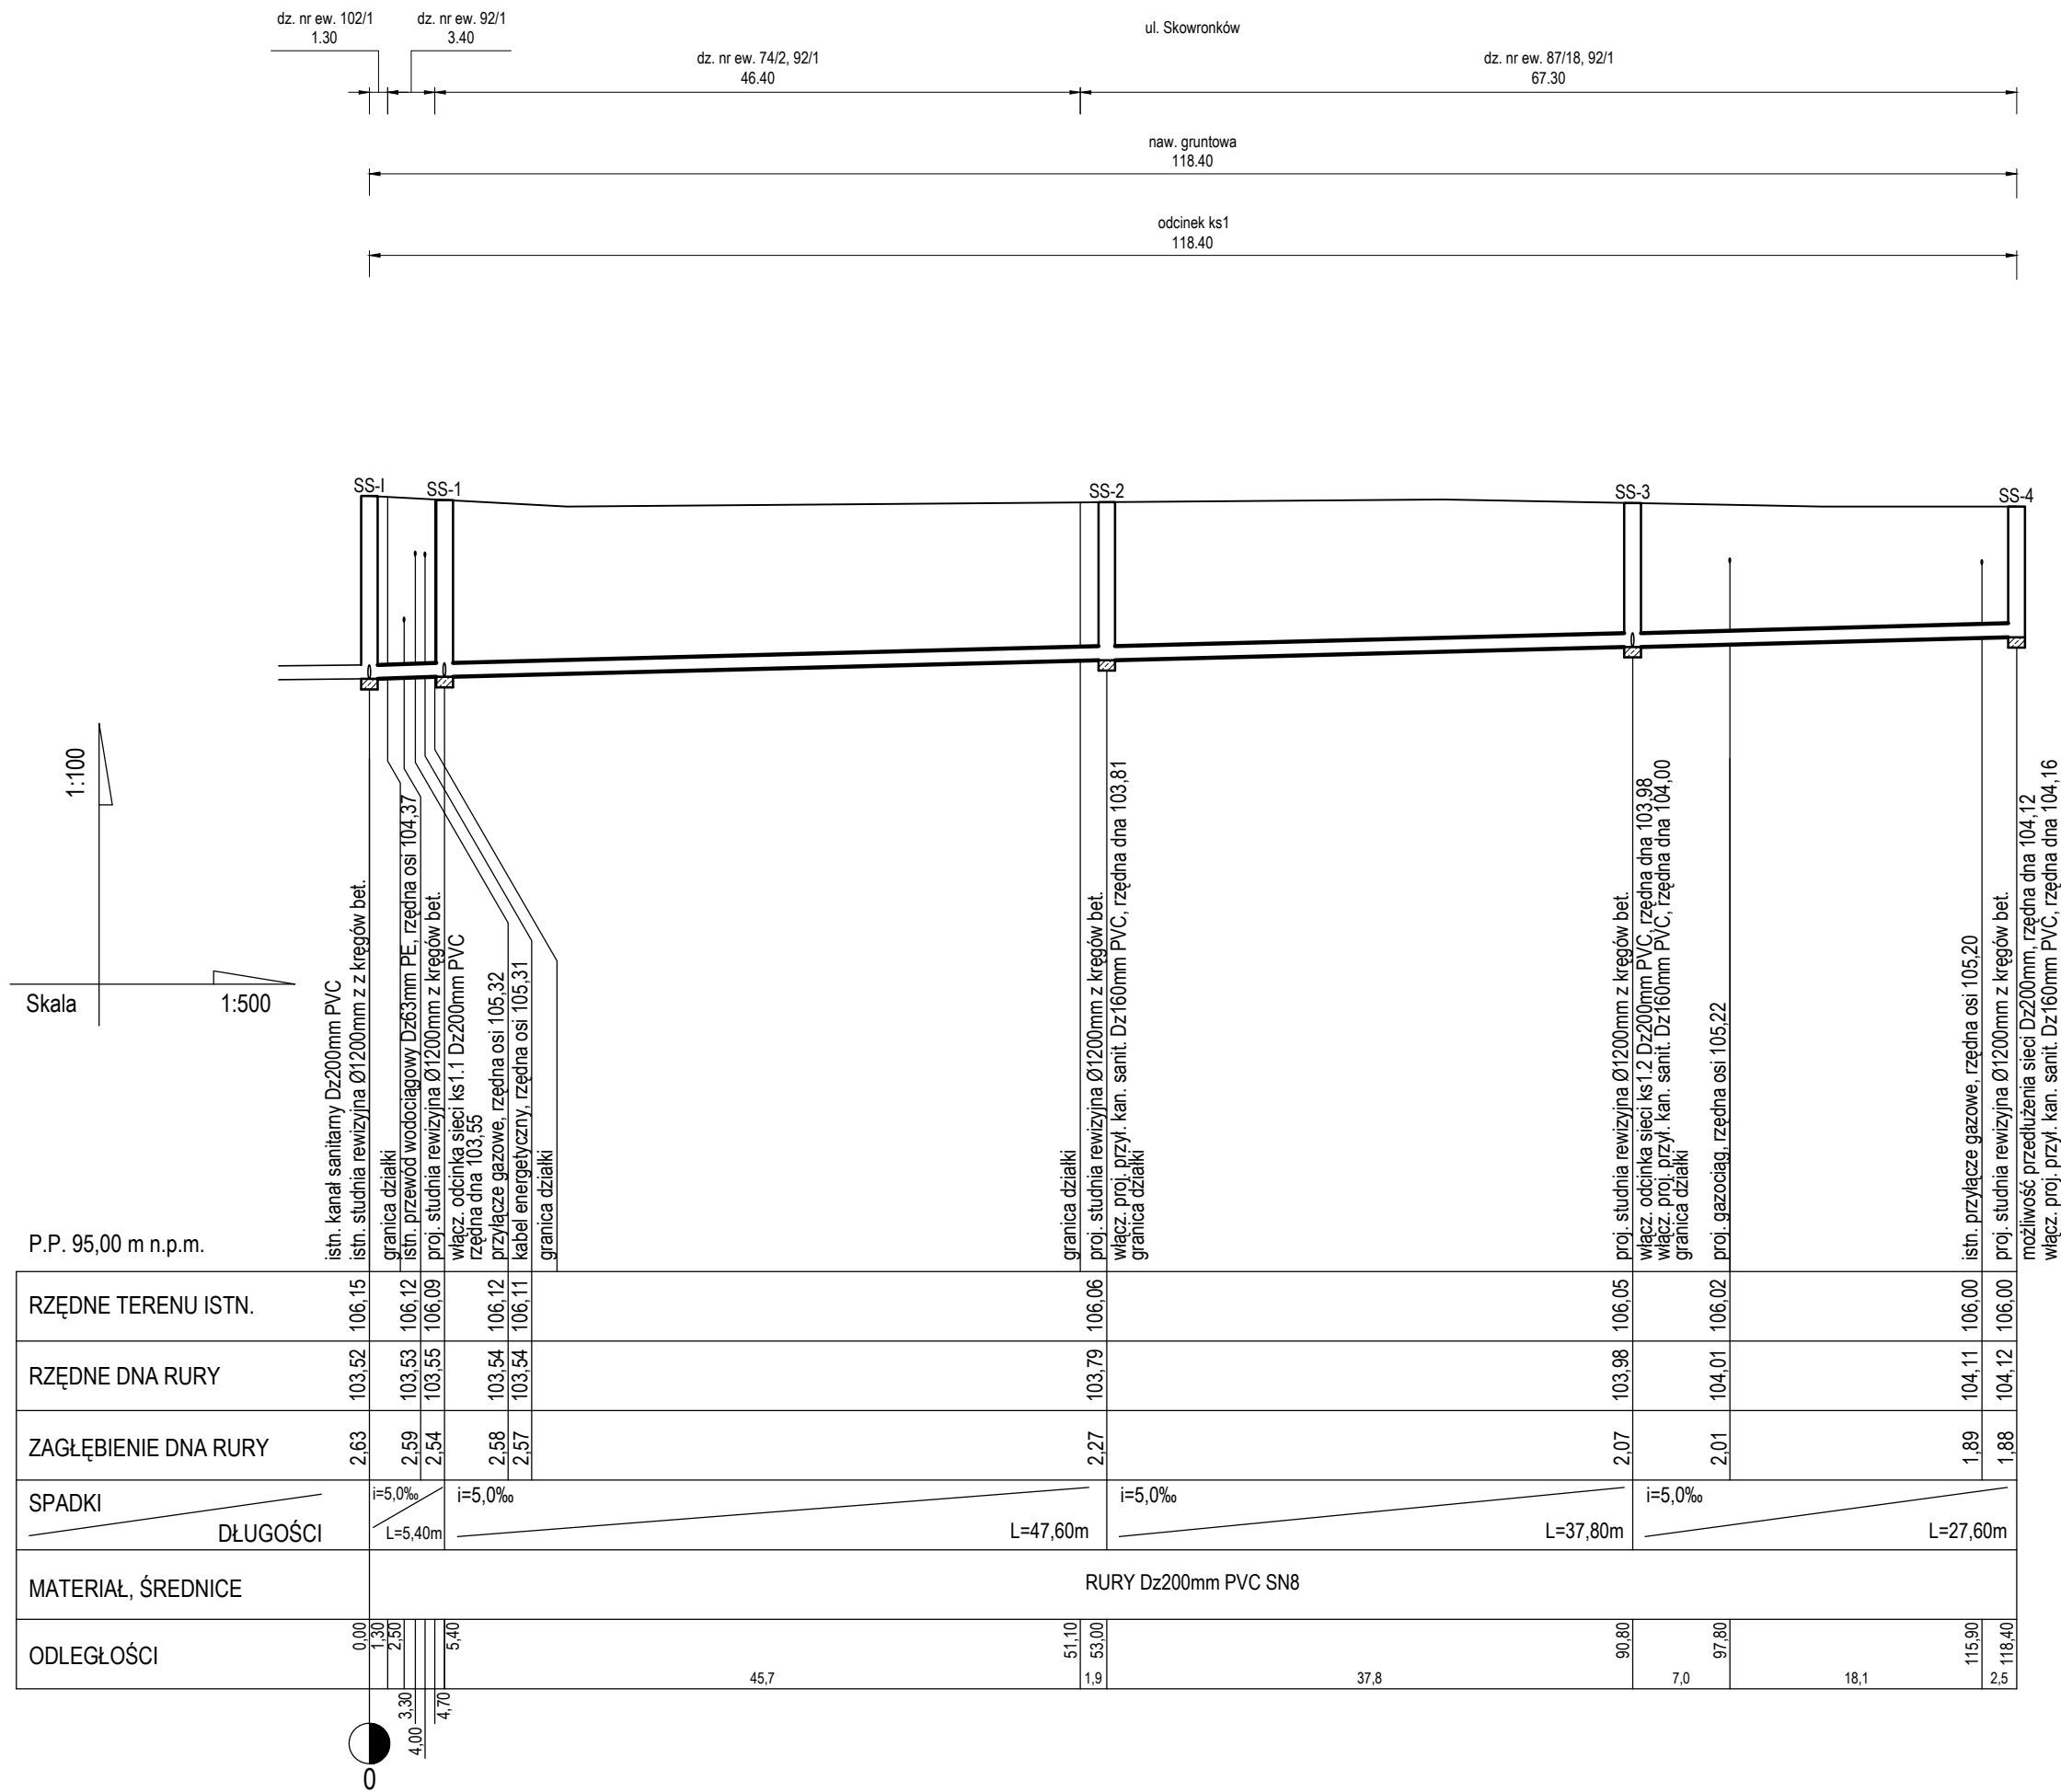 dz. nr ew. 102/1
1.30
dz. nr ew. 92/1
3.40
ul. Skowronków
dz. nr ew. 74/2, 92/1
46.40
dz. nr ew. 87/18, 92/1
67.30
naw. gruntowa
118.40
odcinek ks1
118.40
SS-I
SS-1
SS-2
SS-3
SS-4
1:100
Skala
1:500
istn. kanał sanitarny Dz200mm PVC
istn. studnia rewizyjna Ø1200mm z z kręgów bet.
granica działki
istn. przewód wodociągowy Dz63mm PE, rzędna osi 104,37
proj. studnia rewizyjna Ø1200mm z kręgów bet.
włącz. odcinka sieci ks1.1 Dz200mm PVC
rzędna dna 103,55
przyłącze gazowe, rzędna osi 105,32
kabel energetyczny, rzędna osi 105,31
granica działki
granica działki
proj. studnia rewizyjna Ø1200mm z kręgów bet.
włącz. proj. przył. kan. sanit. Dz160mm PVC, rzędna dna 103,81
granica działki
proj. studnia rewizyjna Ø1200mm z kręgów bet.
włącz. odcinka sieci ks1.2 Dz200mm PVC, rzędna dna 103,98
włącz. proj. przył. kan. sanit. Dz160mm PVC, rzędna dna 104,00
granica działki
proj. gazociąg, rzędna osi 105,22
istn. przyłącze gazowe, rzędna osi 105,20
proj. studnia rewizyjna Ø1200mm z kręgów bet.
możliwość przedłużenia sieci Dz200mm, rzędna dna 104,12
włącz. proj. przył. kan. sanit. Dz160mm PVC, rzędna dna 104,16
P.P. 95,00 m n.p.m.
RZĘDNE TERENU ISTN.
106,15
106,12
106,09
106,12
106,11
106,06
106,05
106,02
106,00
106,00
RZĘDNE DNA RURY
103,52
103,53
103,55
103,54
103,54
103,79
103,98
104,01
104,11
104,12
ZAGŁĘBIENIE DNA RURY
2,63
2,59
2,54
2,58
2,57
2,27
2,07
2,01
1,89
1,88
SPADKI
DŁUGOŚCI
i=5,0‰
L=5,40m
i=5,0‰
L=47,60m
i=5,0‰
L=37,80m
i=5,0‰
L=27,60m
MATERIAŁ, ŚREDNICE
RURY Dz200mm PVC SN8
ODLEGŁOŚCI
0,00
1,30
2,50
3,30
4,00
4,70
5,40
51,10
53,00
90,80
97,80
115,90
118,40
45,7
1,9
37,8
7,0
18,1
2,5
0